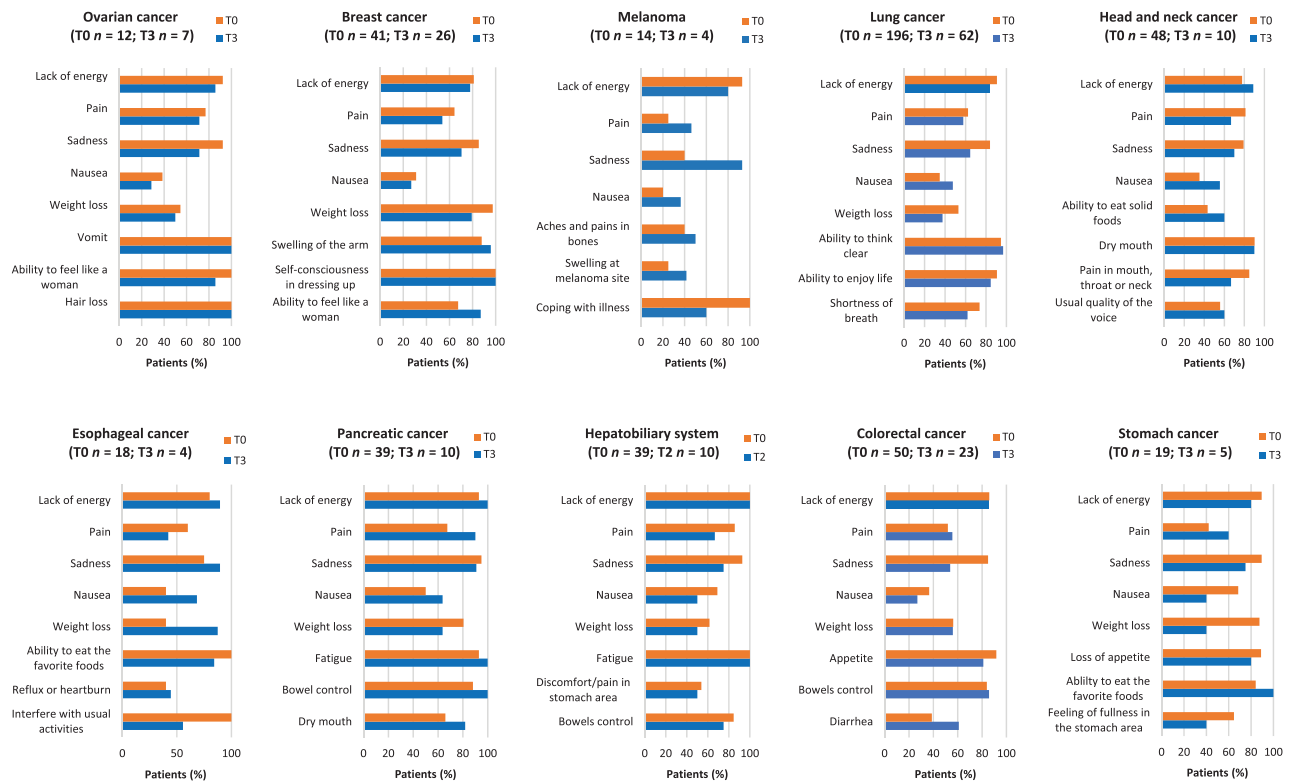 Ovarian cancer
(T0 n = 12; T3 n = 7)
T0
T3
Lack of energy
Pain
Sadness
Nausea
Weight loss
Vomit
Ability to feel like a
woman
Hair loss
0 20 40 60 80 100
Patients (%)
Breast cancer
(T0 n = 41; T3 n = 26)
T0
T3
Lack of energy
Pain
Sadness
Nausea
Weight loss
Swelling of the arm
Self-consciousness
in dressing up
Ability to feel like a
woman
0 20 40 60 80 100
Patients (%)
Melanoma
(T0 n = 14; T3 n = 4)
T0
T3
Lack of energy
Pain
Sadness
Nausea
Aches and pains in
bones
Swelling at
melanoma site
Coping with illness
0 20 40 60 80 100
Patients (%)
Lung cancer
(T0 n = 196; T3 n = 62)
T0
T3
Lack of energy
Pain
Sadness
Nausea
Weigth loss
Ability to think
clear
Ability to enjoy life
Shortness of
breath
0 20 40 60 80 100
Patients (%)
Head and neck cancer
(T0 n = 48; T3 n = 10)
T0
T3
Lack of energy
Pain
Sadness
Nausea
Ability to eat solid
foods
Dry mouth
Pain in mouth,
throat or neck
Usual quality of the
voice
0 20 40 60 80 100
Patients (%)
Esophageal cancer
(T0 n = 18; T3 n = 4)
T0
T3
Lack of energy
Pain
Sadness
Nausea
Weight loss
Ability to eat the
favorite foods
Reflux or heartburn
Interfere with usual
activities
0 50 100
Patients (%)
Pancreatic cancer
(T0 n = 39; T3 n = 10)
T0
T3
Lack of energy
Pain
Sadness
Nausea
Weight loss
Fatigue
Bowel control
Dry mouth
0 20 40 60 80 100
Patients (%)
Hepatobiliary system
(T0 n = 39; T2 n = 10)
T0
T2
Lack of energy
Pain
Sadness
Nausea
Weight loss
Fatigue
Discomfort/pain in
stomach area
Bowels control
0 20 40 60 80 100
Patients (%)
Colorectal cancer
(T0 n = 50; T3 n = 23)
T0
T3
Lack of energy
Pain
Sadness
Nausea
Weight loss
Appetite
Bowels control
Diarrhea
0 20 40 60 80 100
Patients (%)
Stomach cancer
(T0 n = 19; T3 n = 5)
T0
T3
Lack of energy
Pain
Sadness
Nausea
Weight loss
Loss of appetite
Ablilty to eat the
favorite foods
Feeling of fullness in
the stomach area
0 20 40 60 80 100
Patients (%)